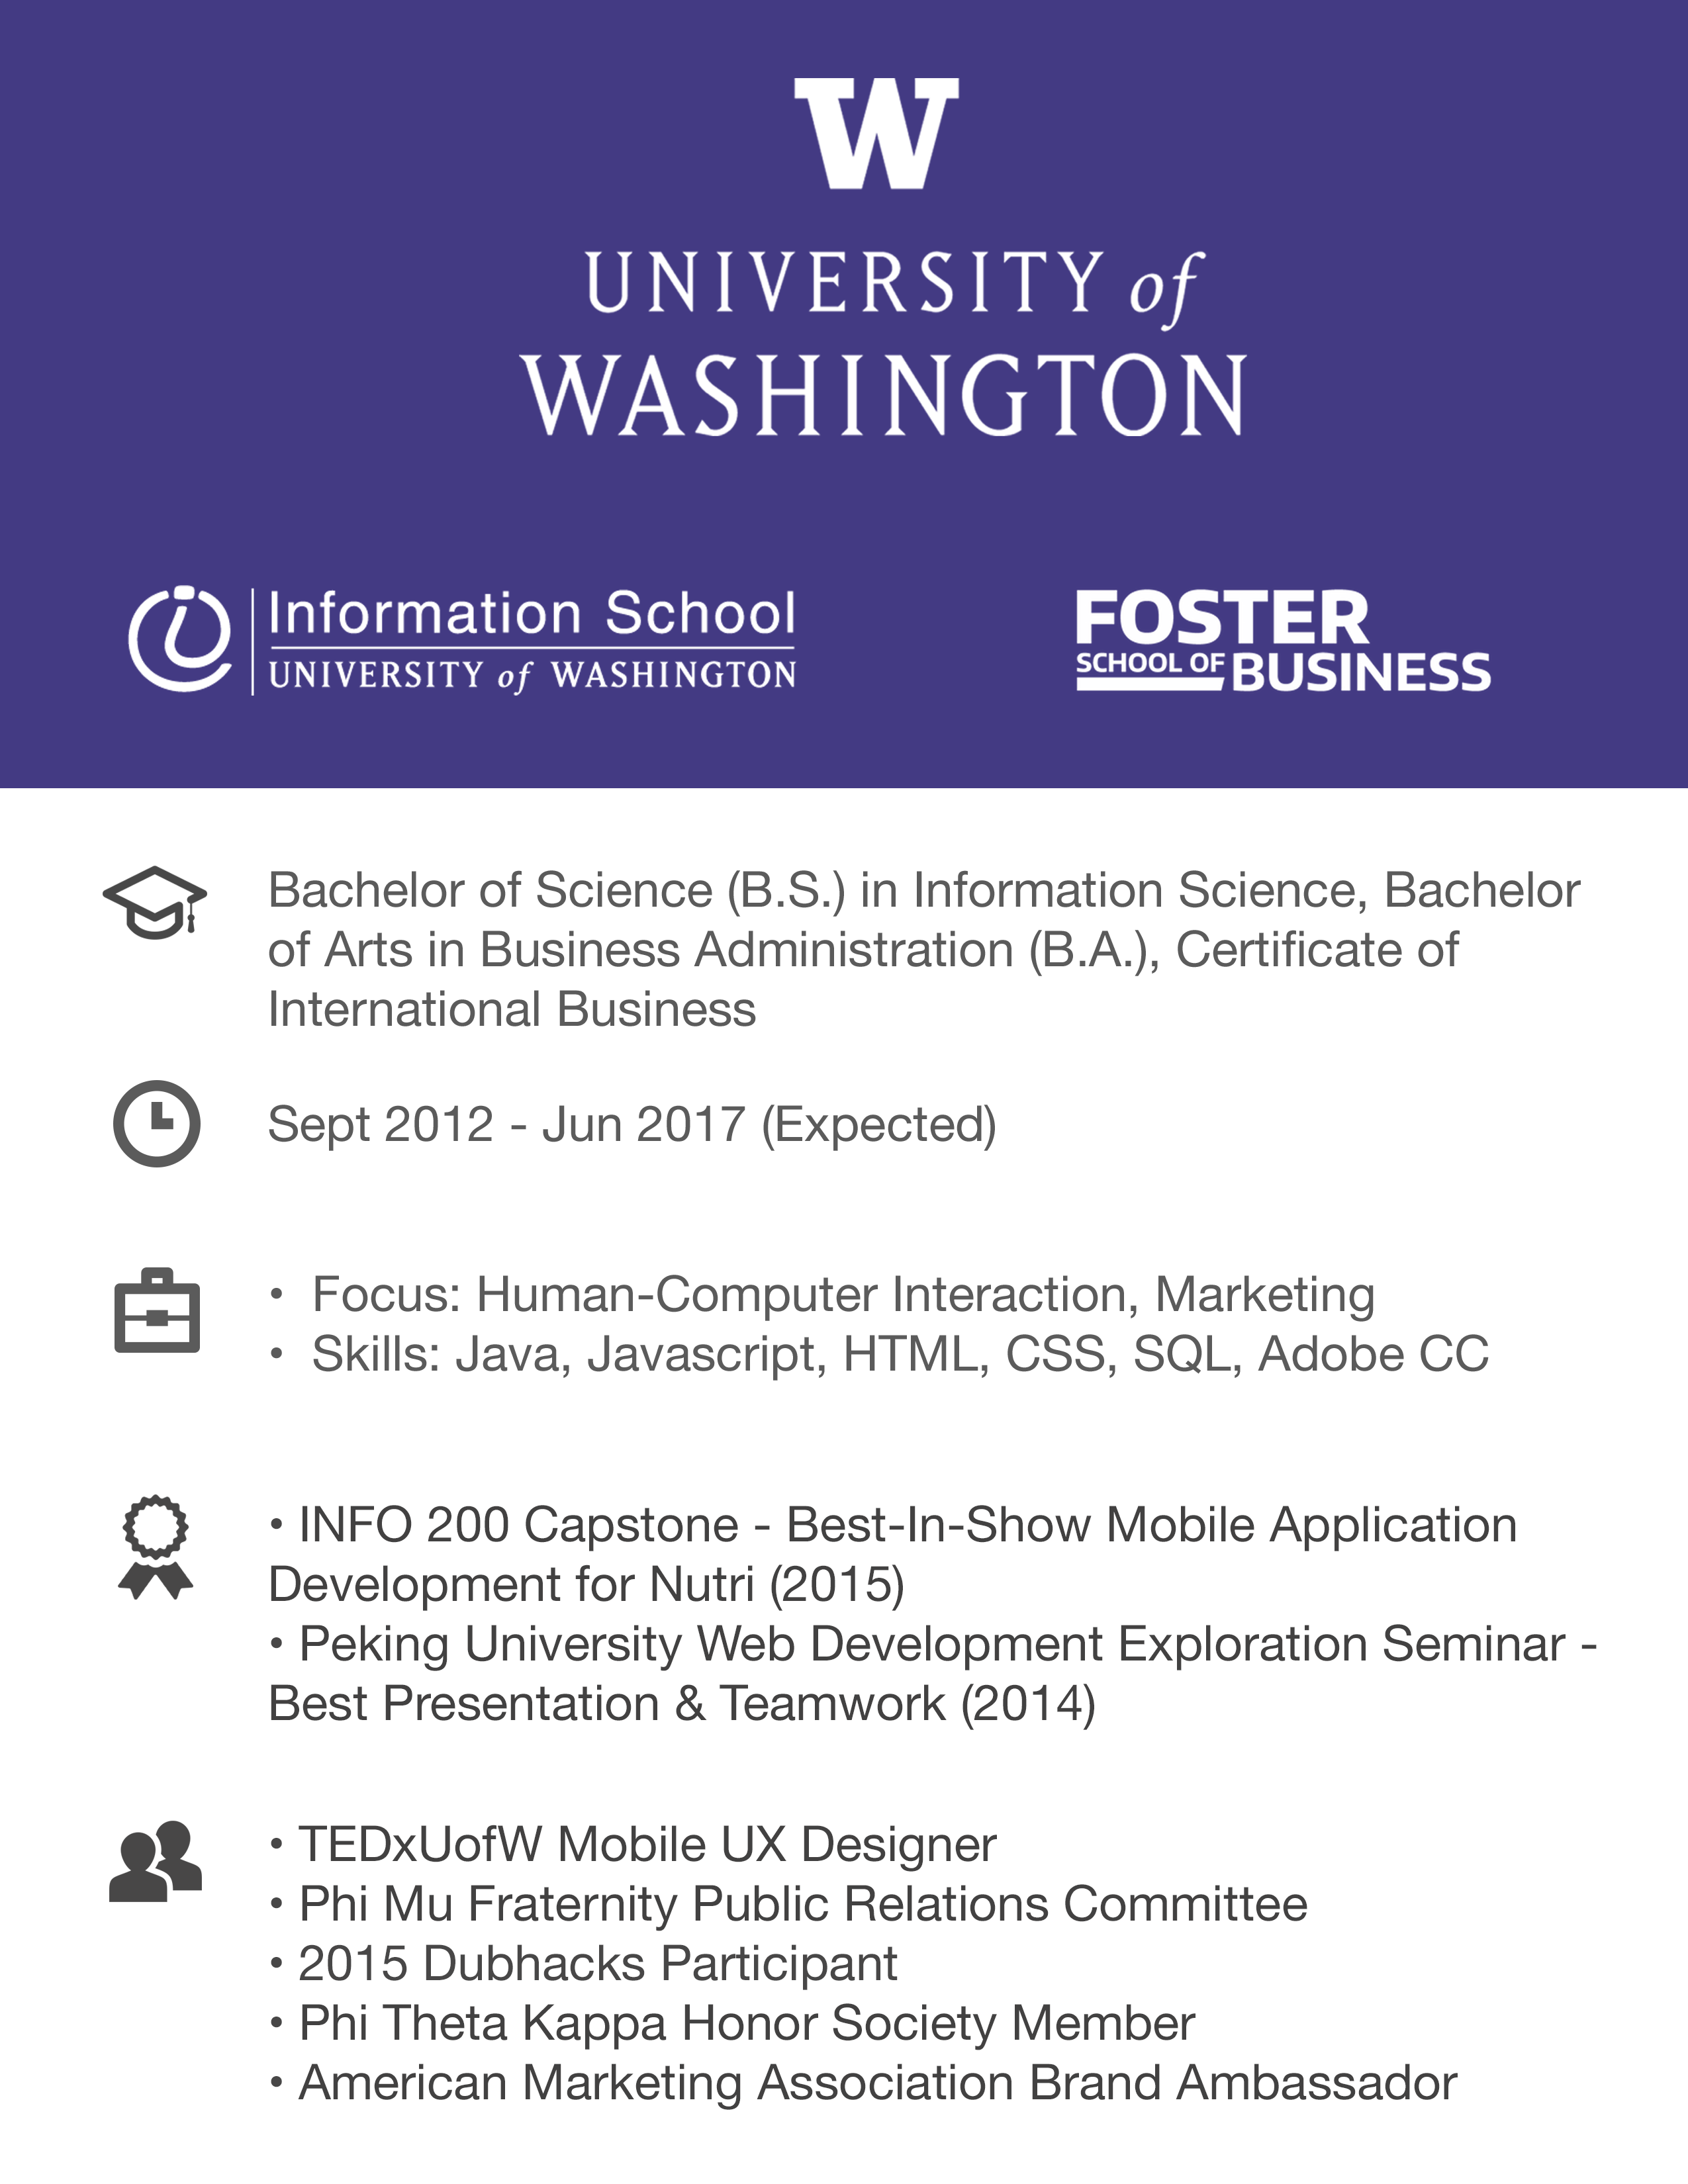 W
UNIVERSITY of
WASHINGTON
Information School
UNIVERSITY of WASHINGTON
FOSTER
SCHOOL OF BUSINESS
Bachelor of Science (B.S.) in Information Science, Bachelor
of Arts in Business Administration (B.A.), Certificate of
International Business
Sept 2012 - Jun 2017 (Expected)
• Focus: Human-Computer Interaction, Marketing
• Skills: Java, Javascript, HTML, CSS, SQL, Adobe CC
• INFO 200 Capstone - Best-In-Show Mobile Application
Development for Nutri (2015)
• Peking University Web Development Exploration Seminar -
Best Presentation & Teamwork (2014)
• TEDxUofW Mobile UX Designer
• Phi Mu Fraternity Public Relations Committee
• 2015 Dubhacks Participant
• Phi Theta Kappa Honor Society Member
• American Marketing Association Brand Ambassador